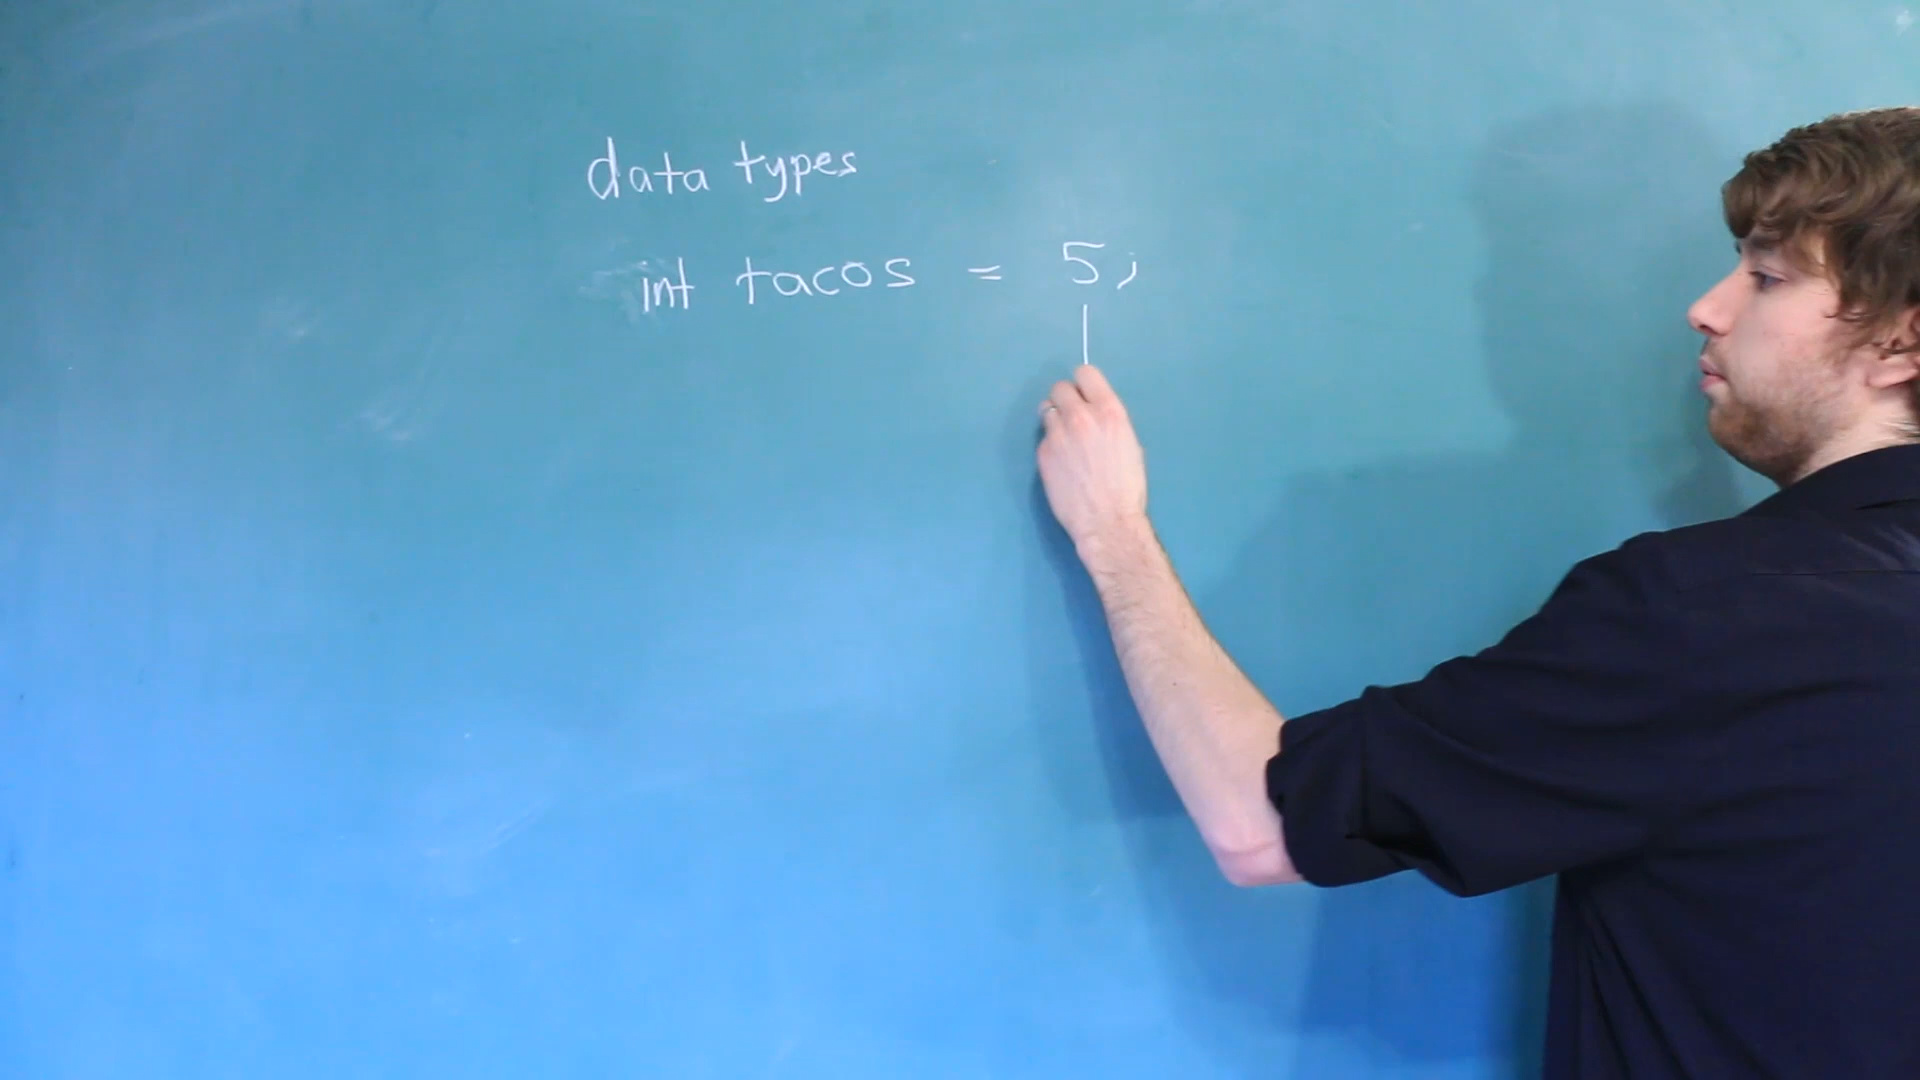 data types
int tacos = 5;